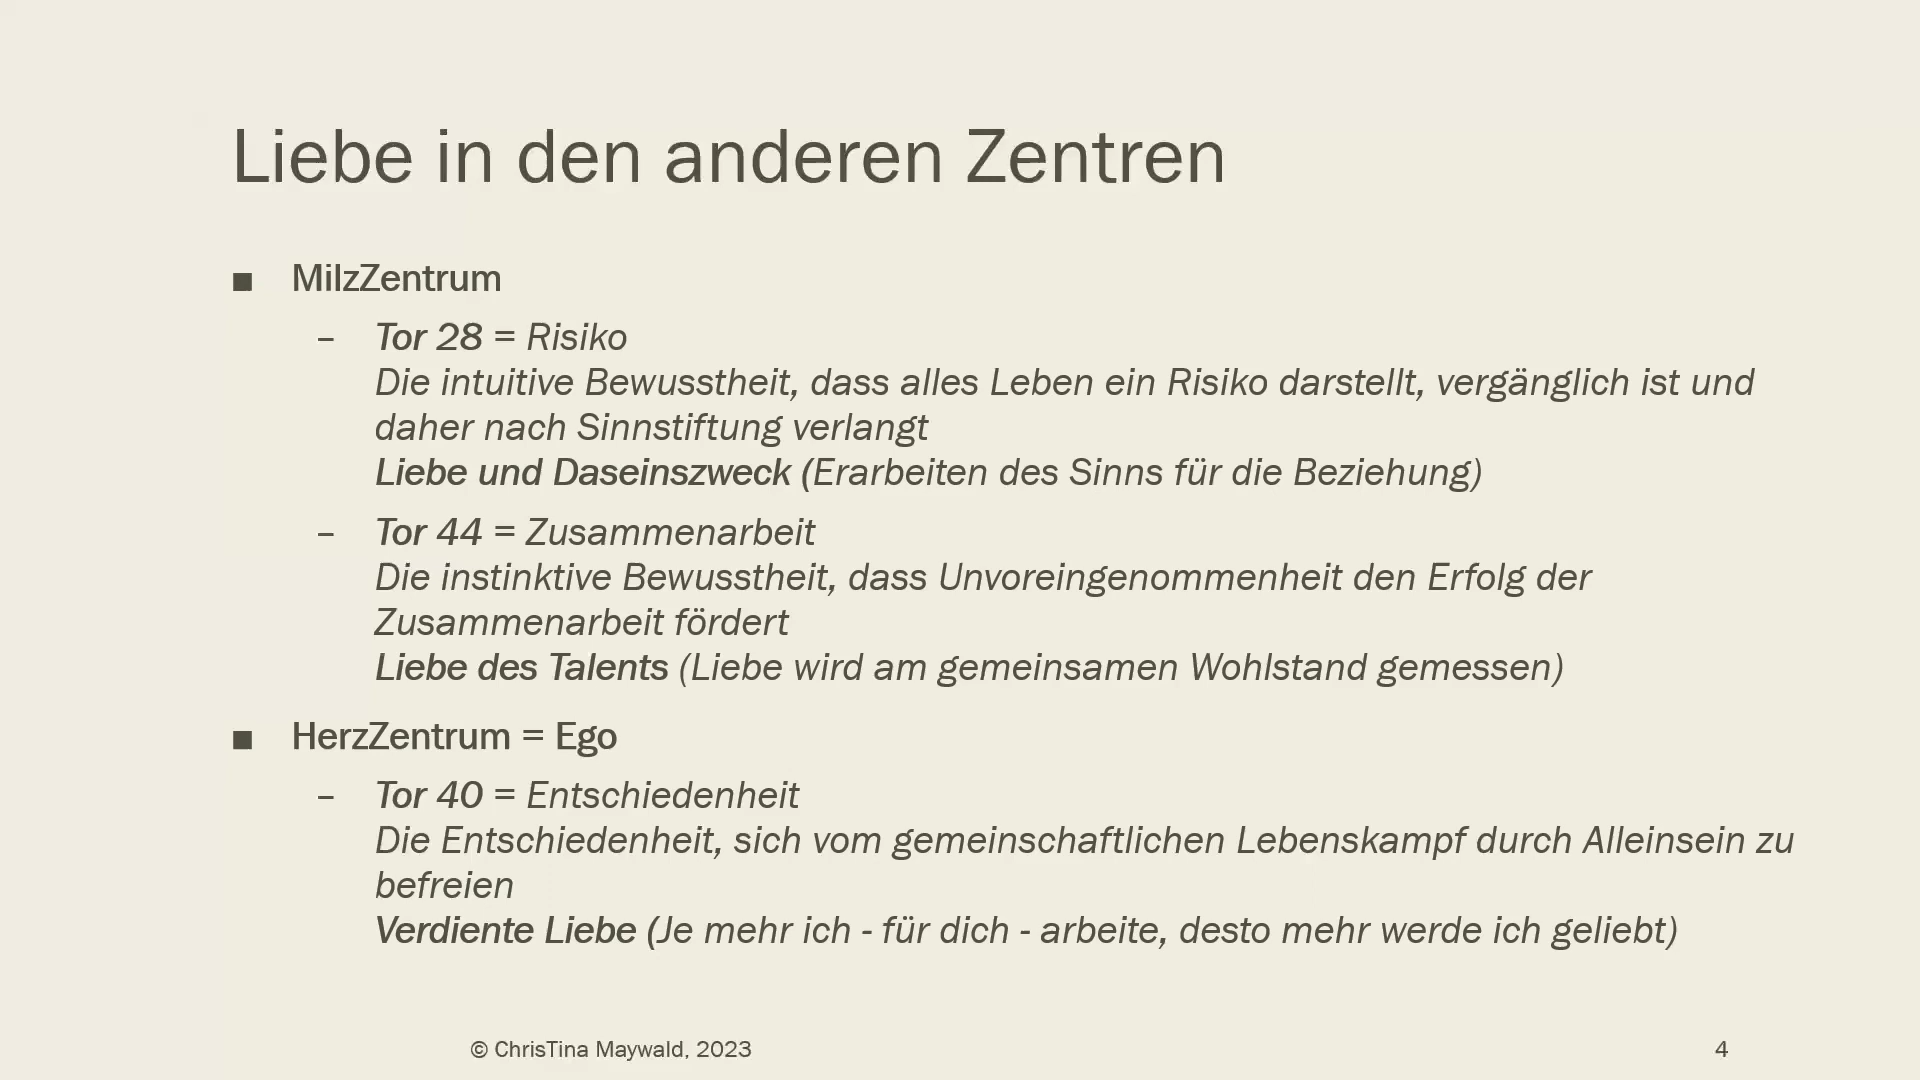 Liebe in den anderen Zentren
■ MilzZentrum
– Tor 28 = Risiko
Die intuitive Bewusstheit, dass alles Leben ein Risiko darstellt, vergänglich ist und
daher nach Sinnstiftung verlangt
Liebe und Daseinszweck (Erarbeiten des Sinns für die Beziehung)
– Tor 44 = Zusammenarbeit
Die instinktive Bewusstheit, dass Unvoreingenommenheit den Erfolg der
Zusammenarbeit fördert
Liebe des Talents (Liebe wird am gemeinsamen Wohlstand gemessen)
■ HerzZentrum = Ego
– Tor 40 = Entschiedenheit
Die Entschiedenheit, sich vom gemeinschaftlichen Lebenskampf durch Alleinsein zu
befreien
Verdiente Liebe (Je mehr ich - für dich - arbeite, desto mehr werde ich geliebt)
© ChrisTina Maywald, 2023
4